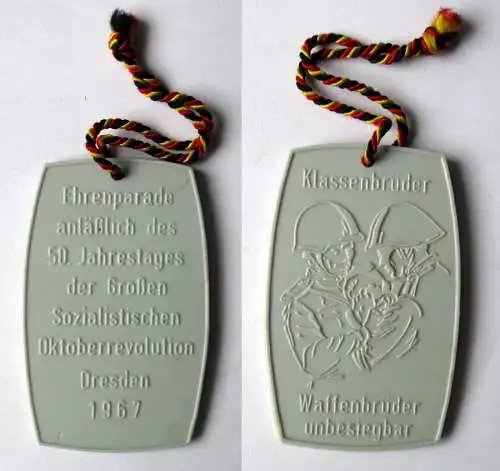 Ehrenparade
anläßlich des
50. Jahrestages
der Großen
Sozialistischen
Oktoberrevolution
Dresden
1967
Klassenbrüder
Waffenbrüder
unbesiegbar